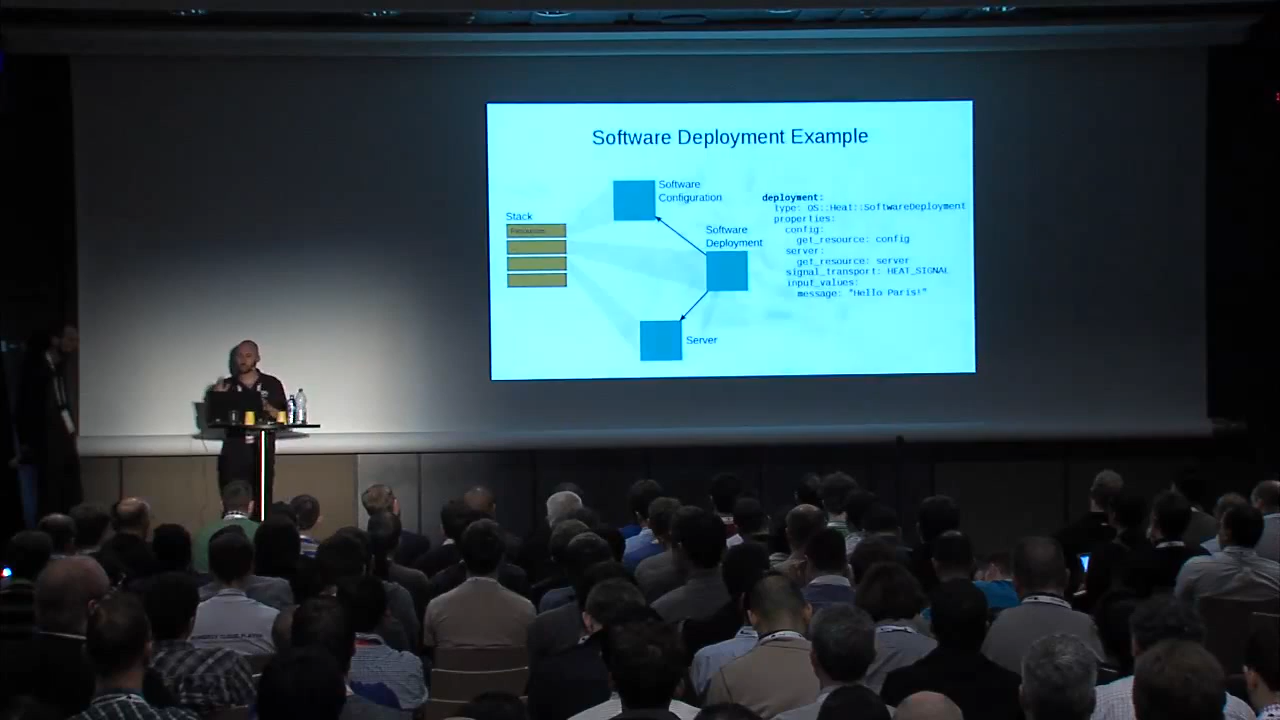 Software Deployment Example
Software
Configuration
Stack
Resources
Software
Deployment
Server
deployment:
type: OS::Heat::SoftwareDeployment
properties:
config:
get_resource: config
server:
get_resource: server
signal_transport: HEAT_SIGNAL
input_values:
message: "Hello Paris!"